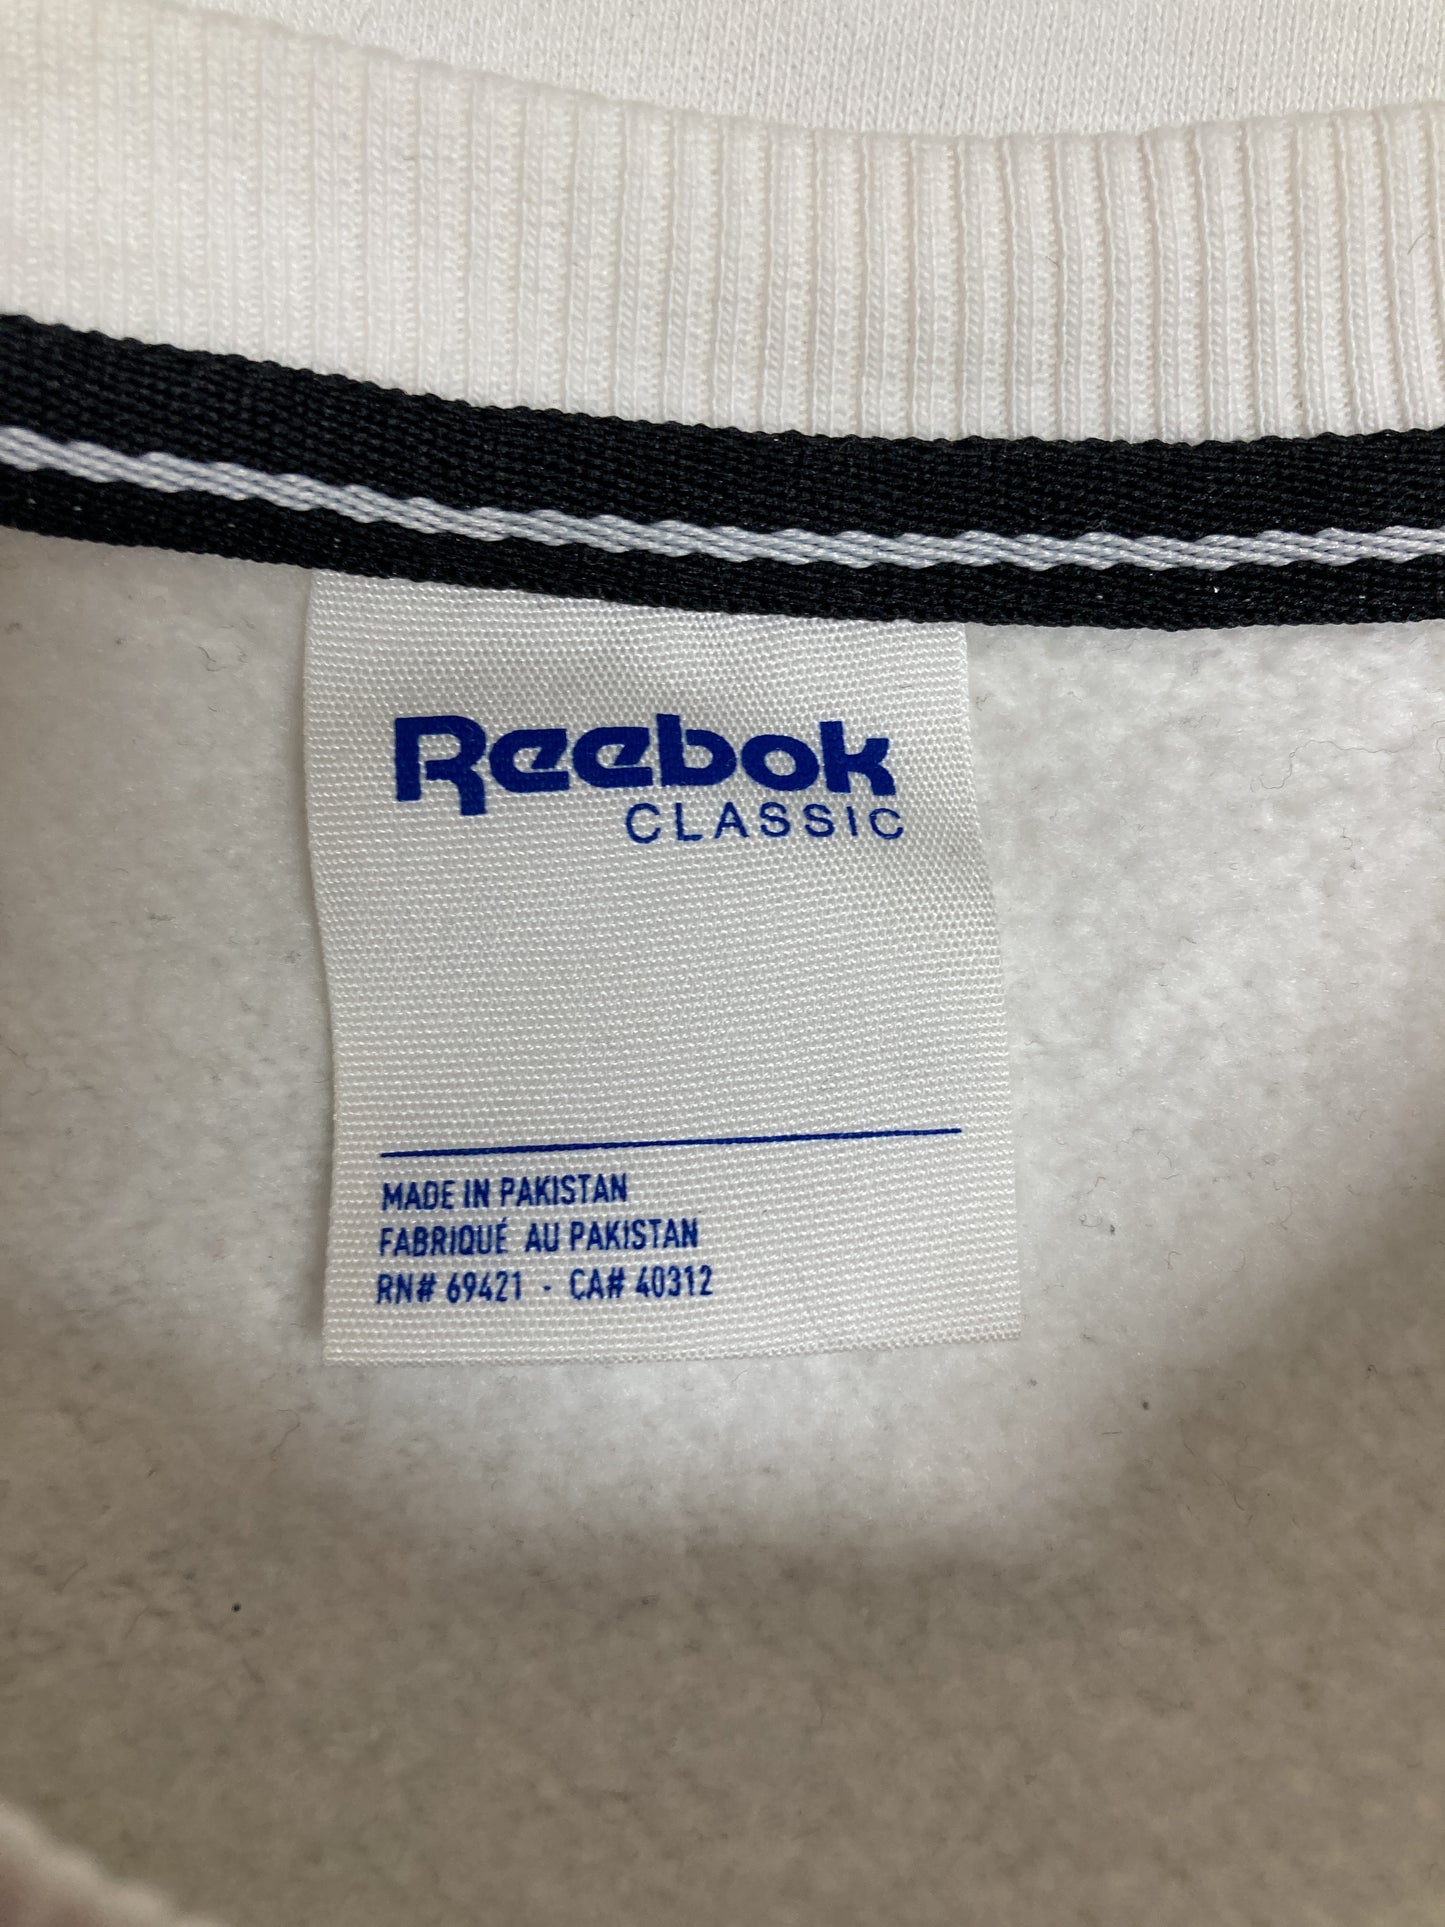 Reebok
CLASSIC
MADE IN PAKISTAN
FABRIQUÉ AU PAKISTAN
RN# 69421 - CA# 40312